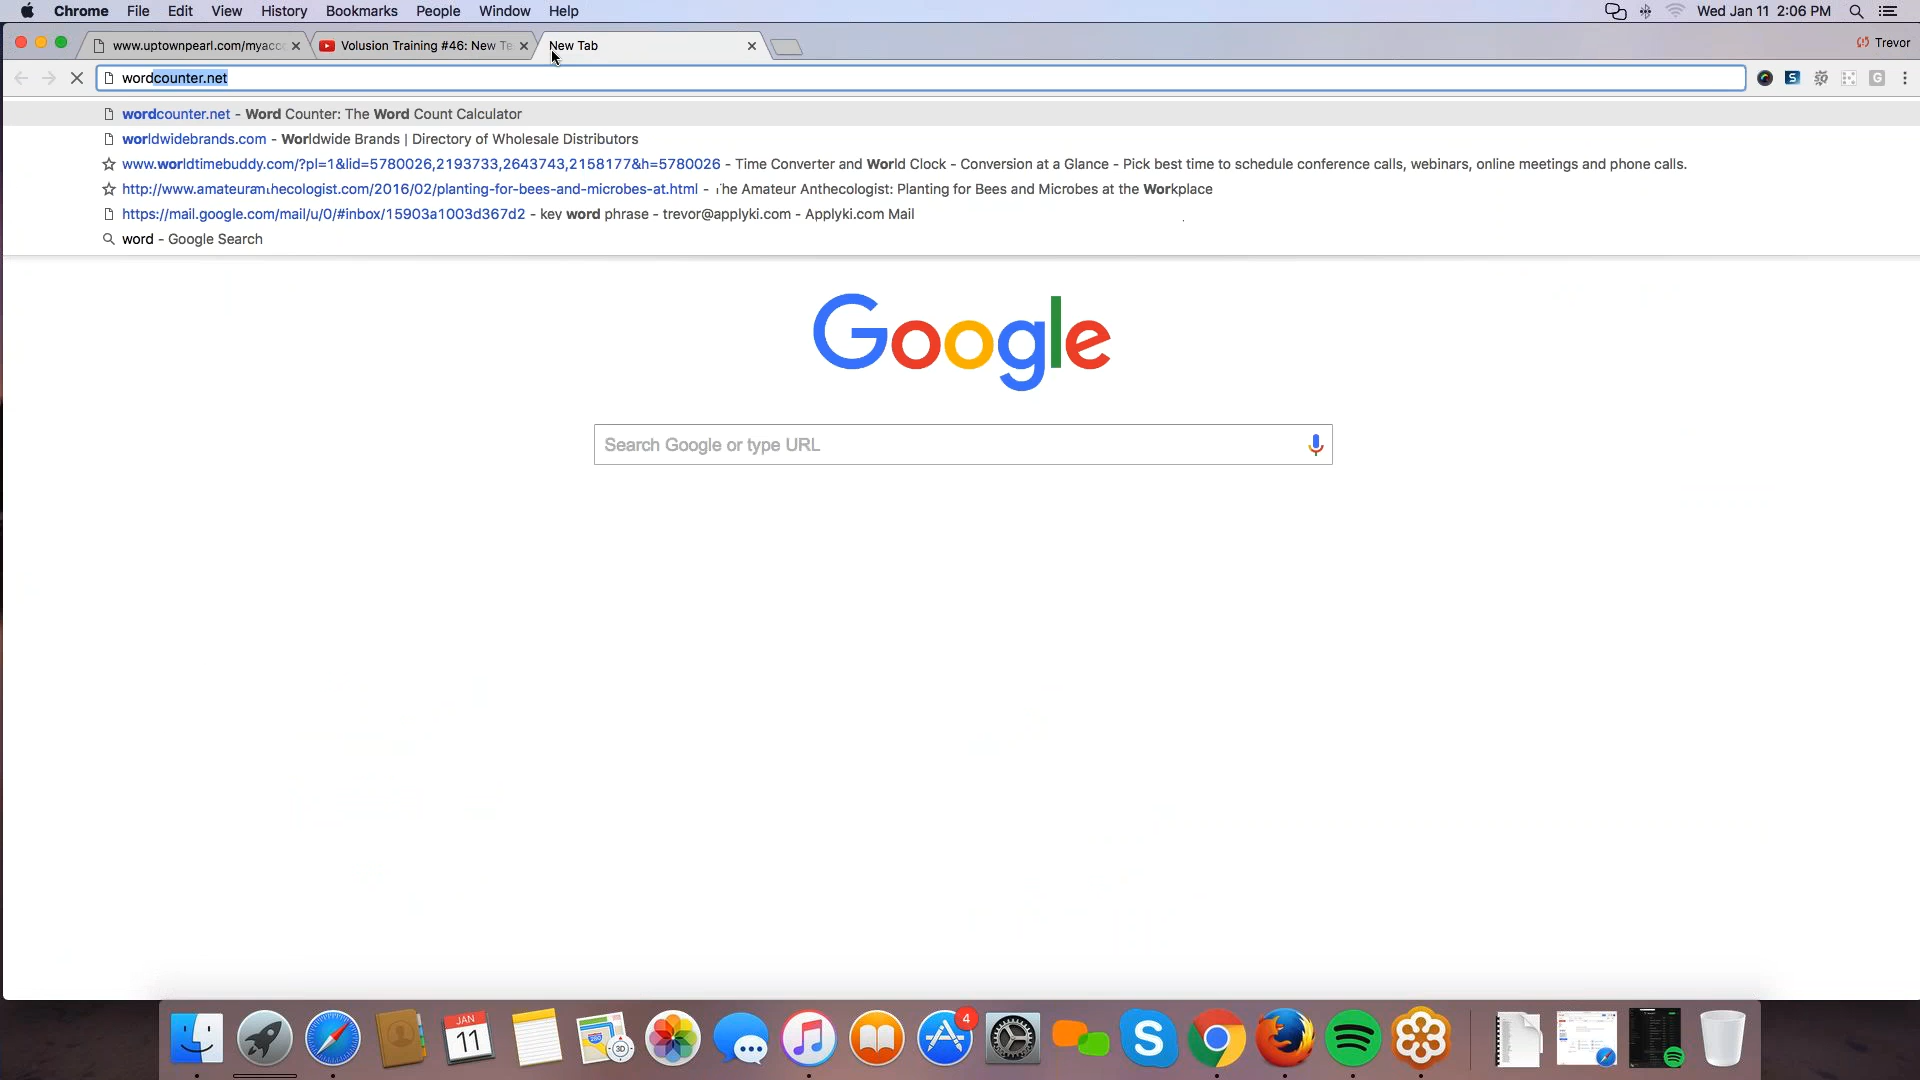 Chrome File Edit View History Bookmarks People Window Help Wed Jan 11 2:06 PM
www.uptownpearl.com/myacc Volusion Training #46: New Te New Tab Trevor
wordcounter.net
wordcounter.net - Word Counter: The Word Count Calculator
worldwidebrands.com - Worldwide Brands | Directory of Wholesale Distributors
www.worldtimebuddy.com/?pl=1&lid=5780026,2193733,2643743,2158177&h=5780026 - Time Converter and World Clock - Conversion at a Glance - Pick best time to schedule conference calls, webinars, online meetings and phone calls.
http://www.amateuranthecologist.com/2016/02/planting-for-bees-and-microbes-at.html - The Amateur Anthecologist: Planting for Bees and Microbes at the Workplace
https://mail.google.com/mail/u/0/#inbox/15903a1003d367d2 - key word phrase - trevor@applyki.com - Applyki.com Mail
word - Google Search
Google
Search Google or type URL
JAN
11
280
3D
4